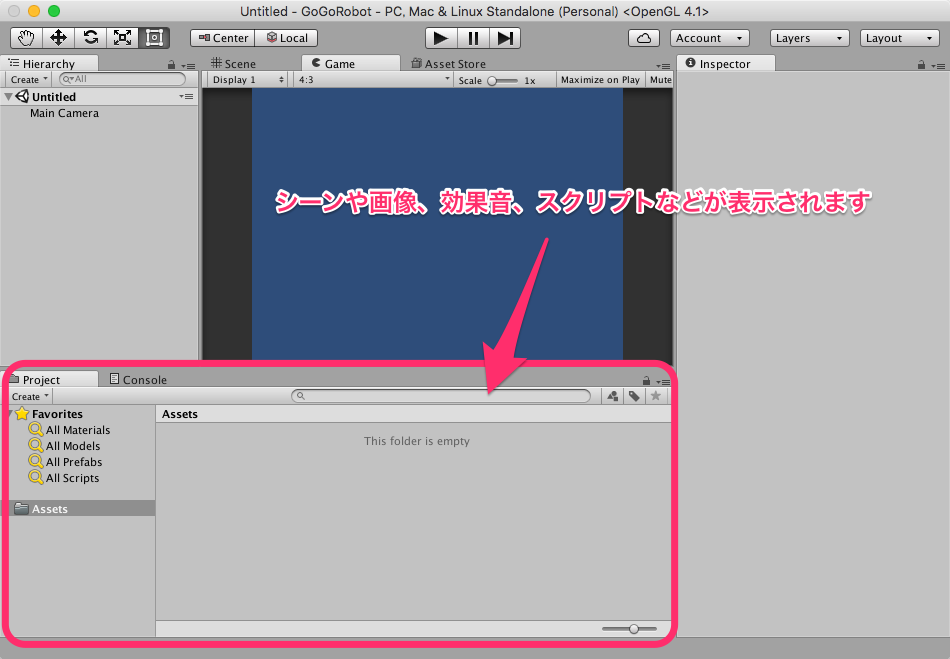 Untitled - GoGoRobot - PC, Mac & Linux Standalone (Personal) <OpenGL 4.1>
Center Local Account Layers Layout
Hierarchy Scene Game Asset Store Inspector
Create All Display 1 4:3 Scale 1x Maximize on Play Mute
Untitled
Main Camera
シーンや画像、効果音、スクリプトなどが表示されます
Project Console
Create
Favorites Assets
All Materials
This folder is empty
All Models
All Prefabs
All Scripts
Assets